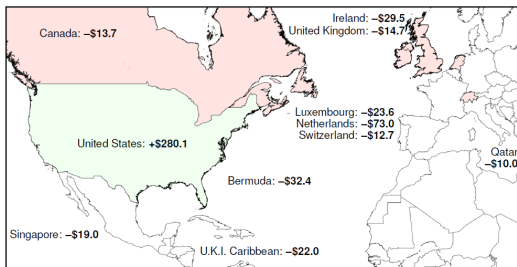 Ireland: –$29.5
Canada: –$13.7
United Kingdom: –$14.7
Luxembourg: –$23.6
Netherlands: –$73.0
Switzerland: –$12.7
United States: +$280.1
Qatar
–$10.0
Bermuda: –$32.4
Singapore: –$19.0
U.K.I. Caribbean: –$22.0